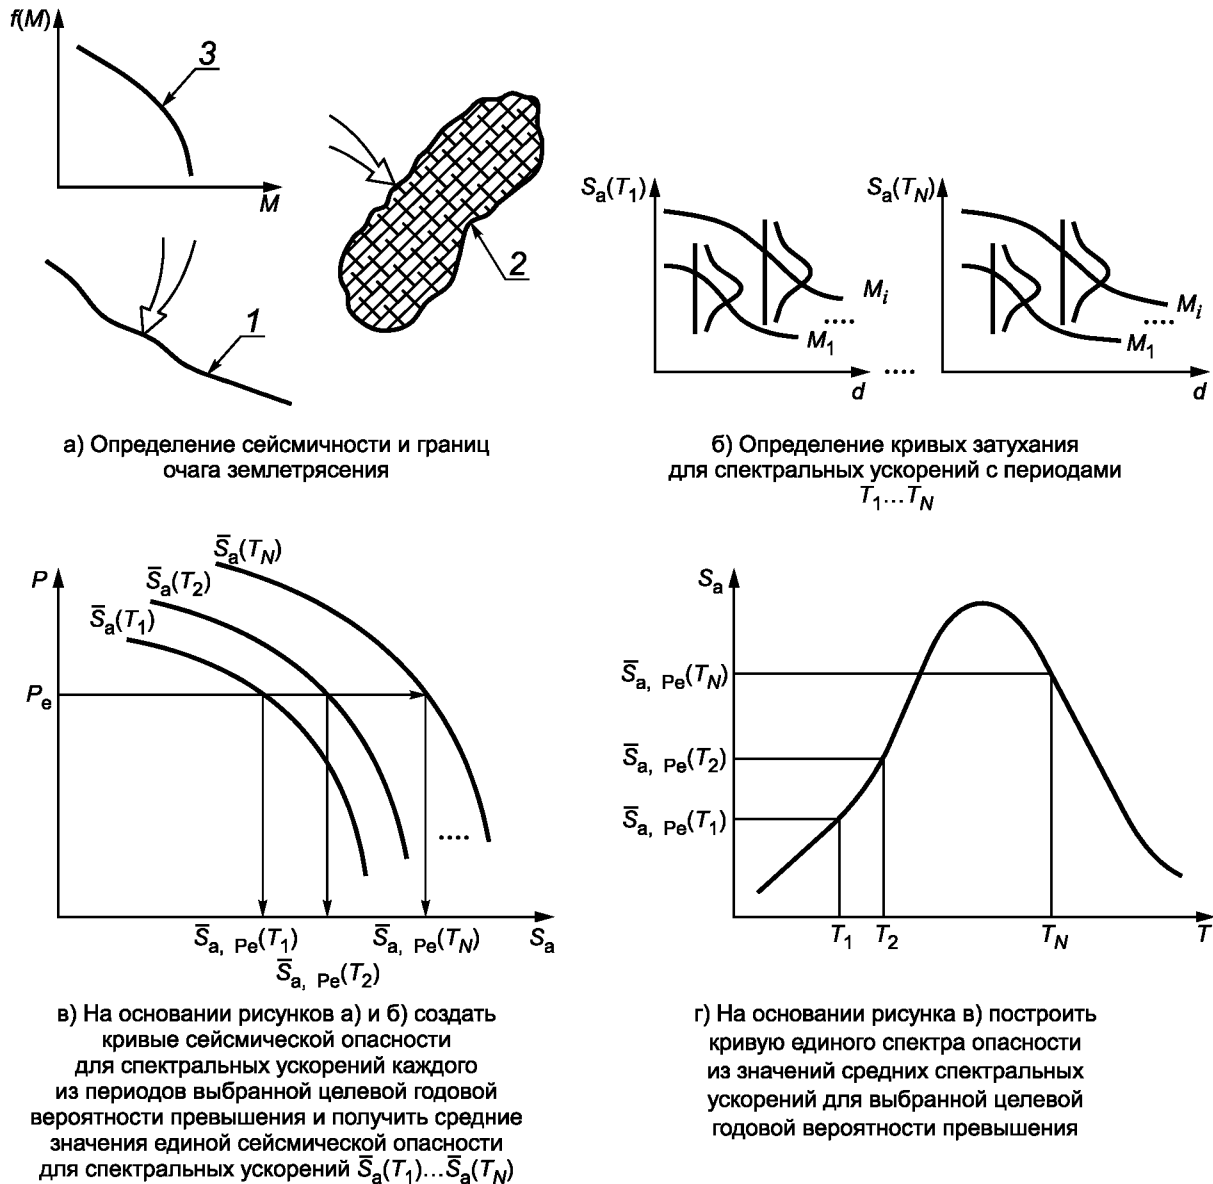 f(M)
3
M
2
1
а) Определение сейсмичности и границ
очага землетрясения
Sa(T1)
Mi
....
M1
d
....
Sa(TN)
Mi
....
M1
d
б) Определение кривых затухания
для спектральных ускорений с периодами
T1...TN
P
S̅a(TN)
S̅a(T2)
S̅a(T1)
Pe
....
S̅a, Pe(T1)
S̅a, Pe(TN)
Sa
S̅a, Pe(T2)
в) На основании рисунков а) и б) создать
кривые сейсмической опасности
для спектральных ускорений каждого
из периодов выбранной целевой годовой
вероятности превышения и получить средние
значения единой сейсмической опасности
для спектральных ускорений S̅a(T1)...S̅a(TN)
Sa
S̅a, Pe(TN)
S̅a, Pe(T2)
S̅a, Pe(T1)
T1
T2
TN
T
г) На основании рисунка в) построить
кривую единого спектра опасности
из значений средних спектральных
ускорений для выбранной целевой
годовой вероятности превышения